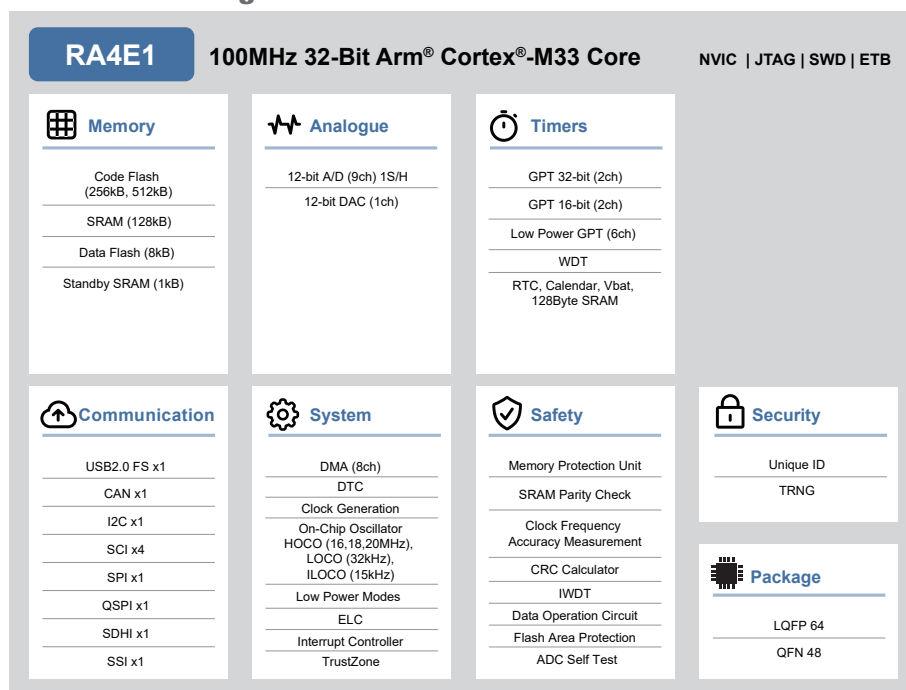 RA4E1
100MHz 32-Bit Arm® Cortex®-M33 Core
NVIC | JTAG | SWD | ETB
Memory
Code Flash
(256kB, 512kB)
SRAM (128kB)
Data Flash (8kB)
Standby SRAM (1kB)
Analogue
12-bit A/D (9ch) 1S/H
12-bit DAC (1ch)
Timers
GPT 32-bit (2ch)
GPT 16-bit (2ch)
Low Power GPT (6ch)
WDT
RTC, Calendar, Vbat,
128Byte SRAM
Communication
USB2.0 FS x1
CAN x1
I2C x1
SCI x4
SPI x1
QSPI x1
SDHI x1
SSI x1
System
DMA (8ch)
DTC
Clock Generation
On-Chip Oscillator
HOCO (16,18,20MHz),
LOCO (32kHz),
ILOCO (15kHz)
Low Power Modes
ELC
Interrupt Controller
TrustZone
Safety
Memory Protection Unit
SRAM Parity Check
Clock Frequency
Accuracy Measurement
CRC Calculator
IWDT
Data Operation Circuit
Flash Area Protection
ADC Self Test
Security
Unique ID
TRNG
Package
LQFP 64
QFN 48